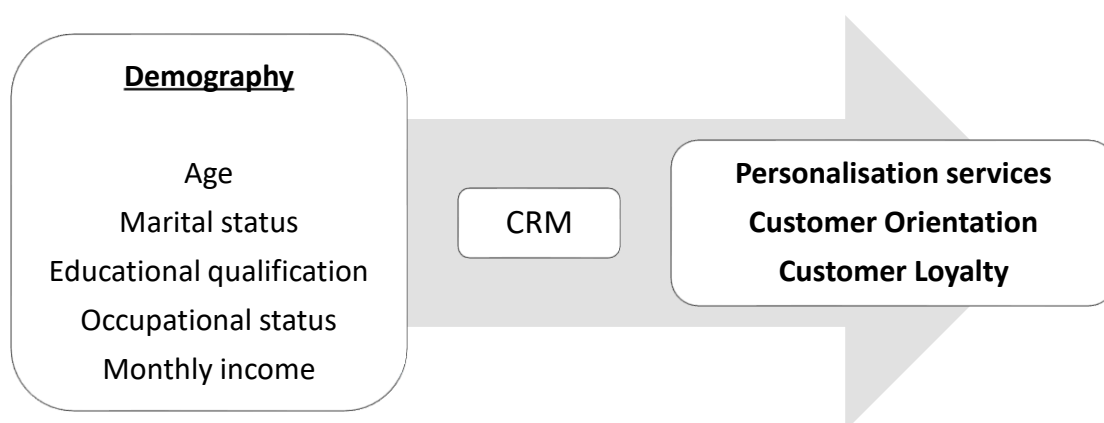 Demography
Age
Marital status
Educational qualification
Occupational status
Monthly income
CRM
Personalisation services
Customer Orientation
Customer Loyalty